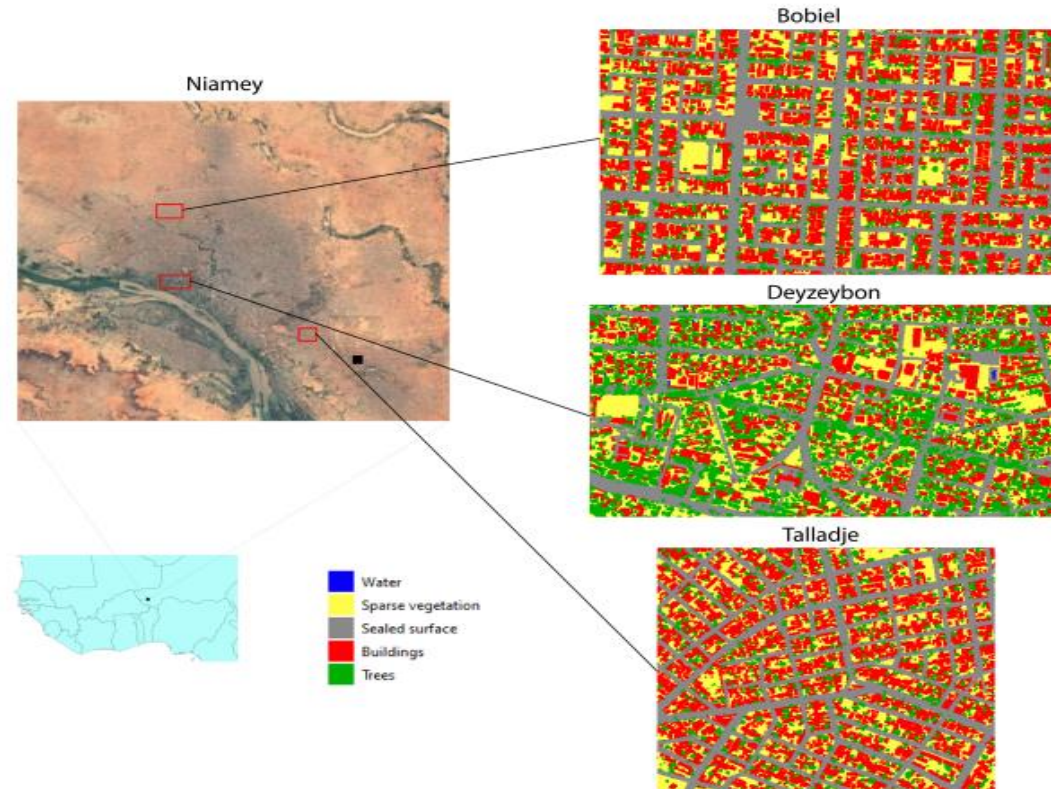 Bobiel
Niamey
Deyzeybon
Talladje
Water
Sparse vegetation
Sealed surface
Buildings
Trees